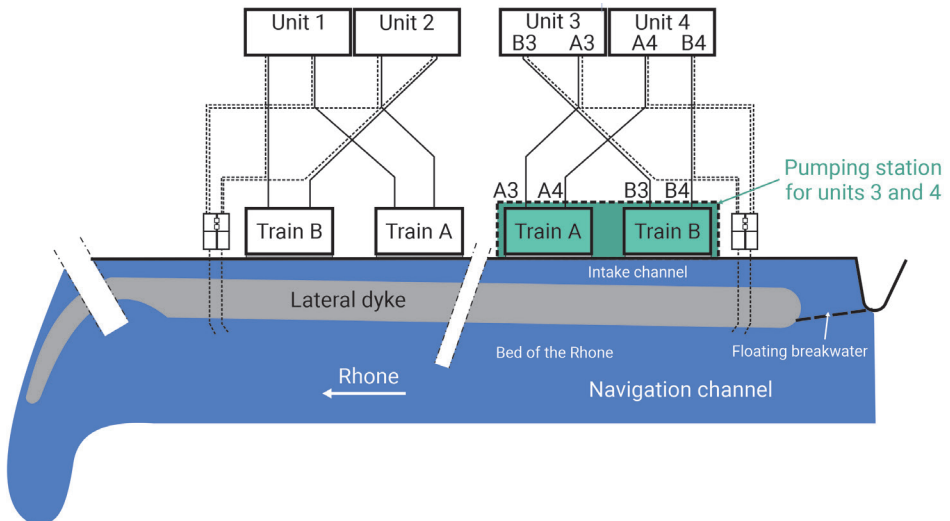 Unit 1
Unit 2
Unit 3
Unit 4
B3
A3
A4
B4
A3
A4
B3
B4
Pumping station
for units 3 and 4
Train B
Train A
Train A
Train B
Intake channel
Lateral dyke
Floating breakwater
Bed of the Rhone
Rhone
Navigation channel